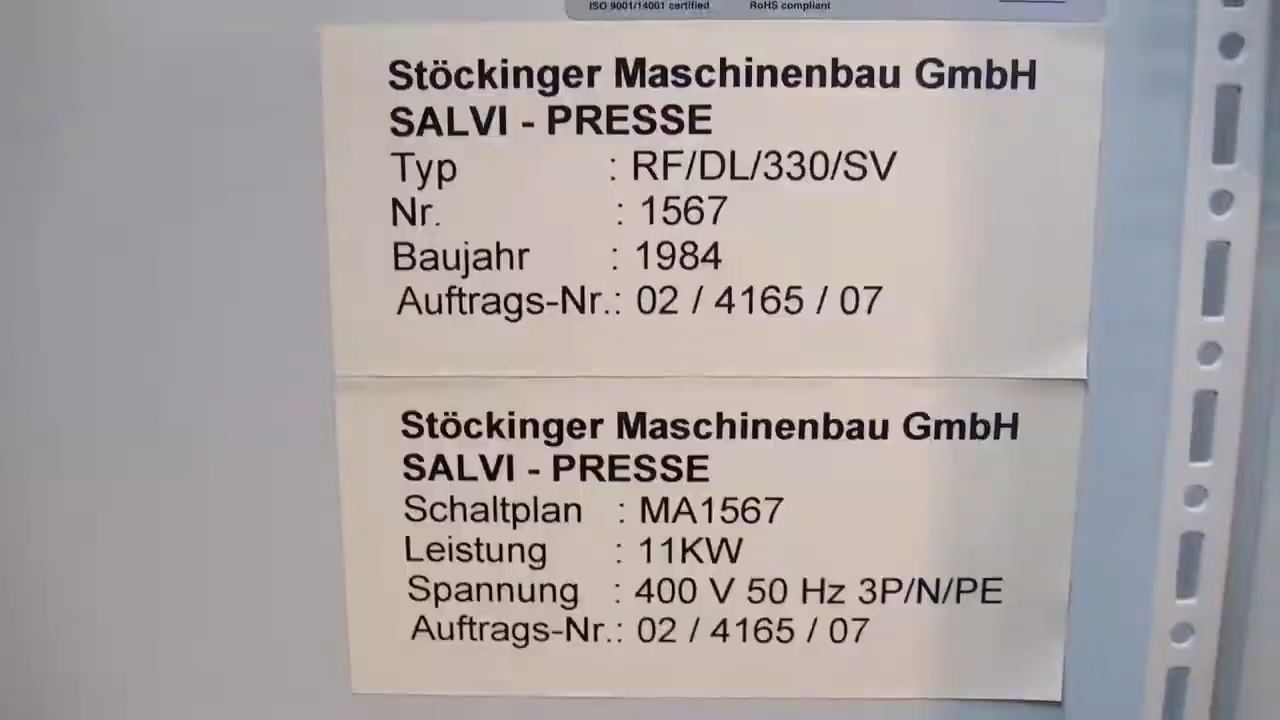 ISO 9001/14001 certified RoHS compliant
Stöckinger Maschinenbau GmbH
SALVI - PRESSE
Typ : RF/DL/330/SV
Nr. : 1567
Baujahr : 1984
Auftrags-Nr.: 02 / 4165 / 07
Stöckinger Maschinenbau GmbH
SALVI - PRESSE
Schaltplan : MA1567
Leistung : 11KW
Spannung : 400 V 50 Hz 3P/N/PE
Auftrags-Nr.: 02 / 4165 / 07